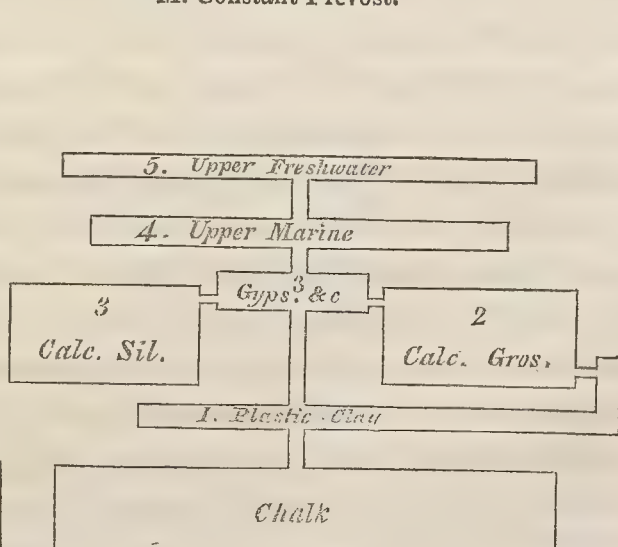 M. Constant Prevost.
5. Upper Freshwater
4. Upper Marine
3
Gyps. &c
3
Calc. Sil.
2
Calc. Gros.
1. Plastic Clay
Chalk